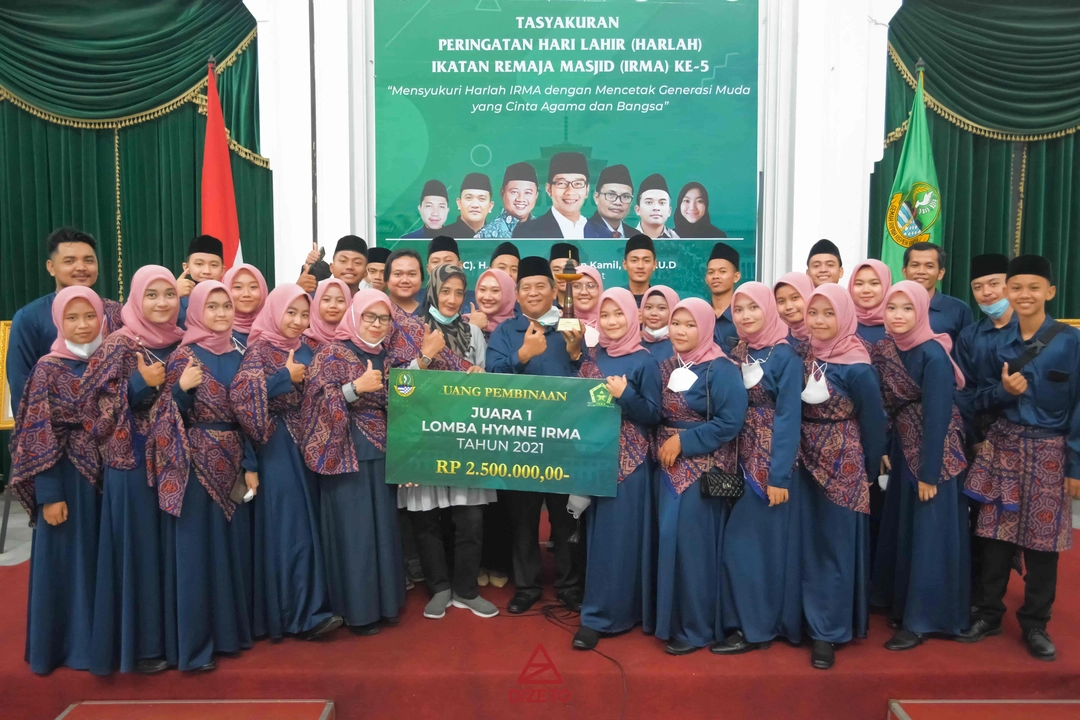 TASYAKURAN
PERINGATAN HARI LAHIR (HARLAH)
IKATAN REMAJA MASJID (IRMA) KE-5
“Mensyukuri Harlah IRMA dengan Mencetak Generasi Muda
yang Cinta Agama dan Bangsa”
H. Kamil, U.D
UANG PEMBINAAN
JUARA 1
LOMBA HYMNE IRMA
TAHUN 2021
RP 2.500.000,00-